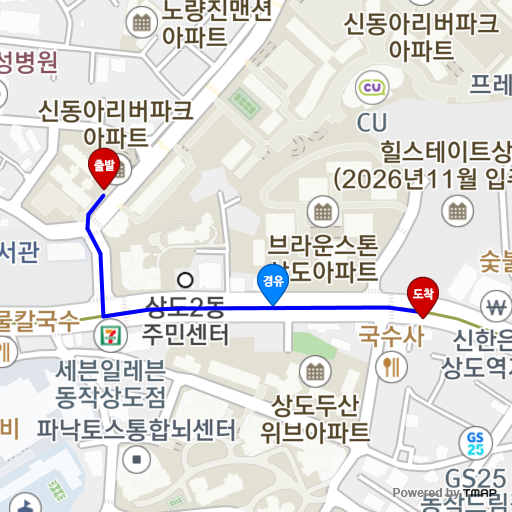 노량진맨션
아파트
신동아리버파크
아파트
성병원
CU
프레
CU
신동아리버파크
아파트
출발
힐스테이트상
(2026년11월 입주
브라운스톤
상도아파트
서관
숯불
경유
도착
상도2동
주민센터
물칼국수
국수사
신한은
상도역지
세븐일레븐
동작상도점
상도두산
위브아파트
비
파낙토스통합뇌센터
GS
25
GS25
동작드림
Powered by TMAP